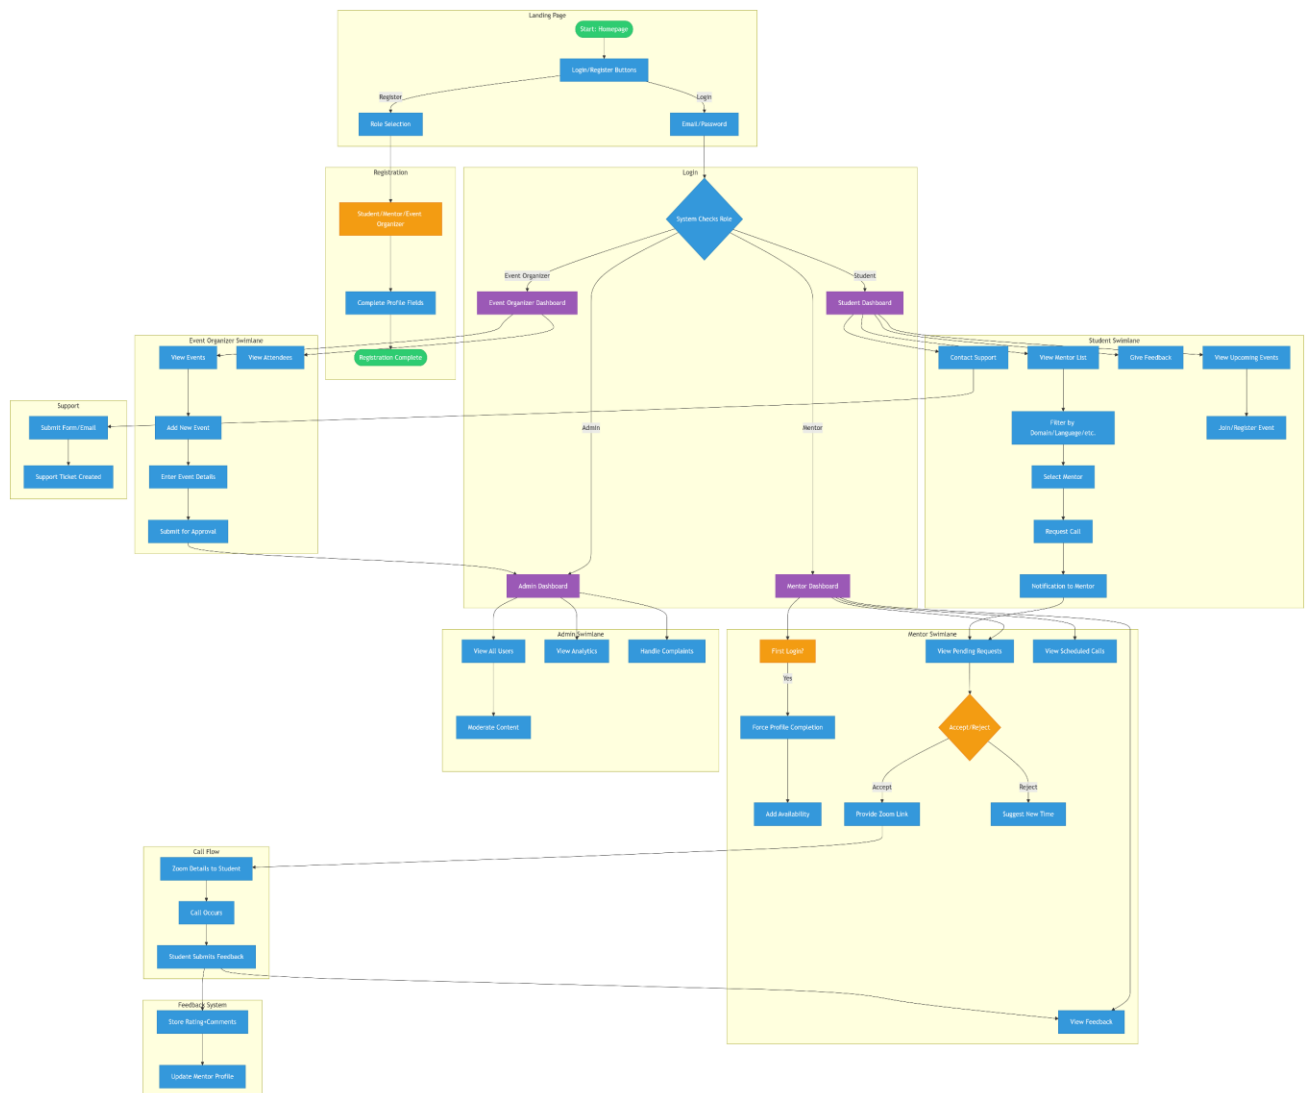 Landing Page
Start: Homepage
Login/Register Buttons
Register
Login
Role Selection
Email/Password
Registration
Student/Mentor/Event
Organizer
Complete Profile Fields
Registration Complete
Login
System Checks Role
Event Organizer
Student
Event Organizer Dashboard
Student Dashboard
Admin
Mentor
Admin Dashboard
Mentor Dashboard
Event Organizer Swimlane
View Events
View Attendees
Add New Event
Enter Event Details
Submit for Approval
Support
Submit Form/Email
Support Ticket Created
Student Swimlane
Contact Support
View Mentor List
Give Feedback
View Upcoming Events
Filter by
Domain/Language/etc.
Join/Register Event
Select Mentor
Request Call
Notification to Mentor
Admin Swimlane
View All Users
View Analytics
Handle Complaints
Moderate Content
Mentor Swimlane
First Login?
View Pending Requests
View Scheduled Calls
Yes
Force Profile Completion
Accept/Reject
Accept
Reject
Add Availability
Provide Zoom Link
Suggest New Time
View Feedback
Call Flow
Zoom Details to Student
Call Occurs
Student Submits Feedback
Feedback System
Store Rating+Comments
Update Mentor Profile